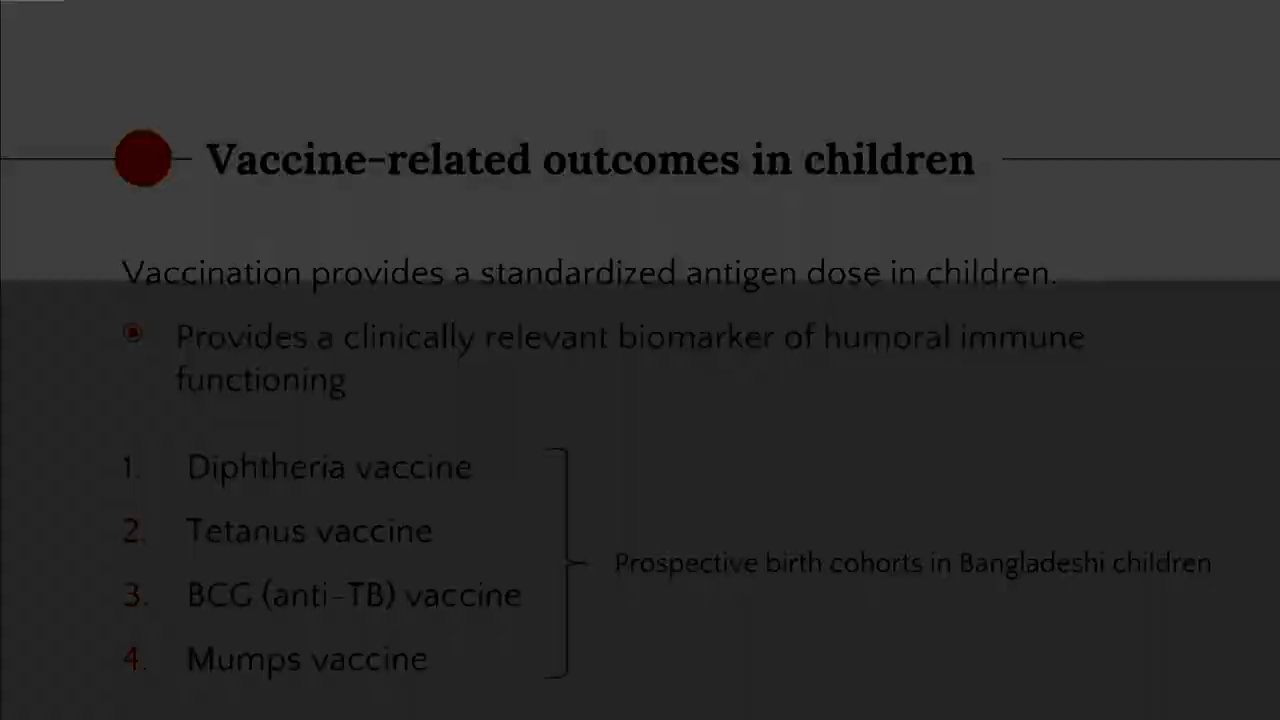 Vaccine-related outcomes in children
Vaccination provides a standardized antigen dose in children.
Provides a clinically relevant biomarker of humoral immune
functioning
1. Diphtheria vaccine
2. Tetanus vaccine
3. BCG (anti-TB) vaccine
4. Mumps vaccine
Prospective birth cohorts in Bangladeshi children